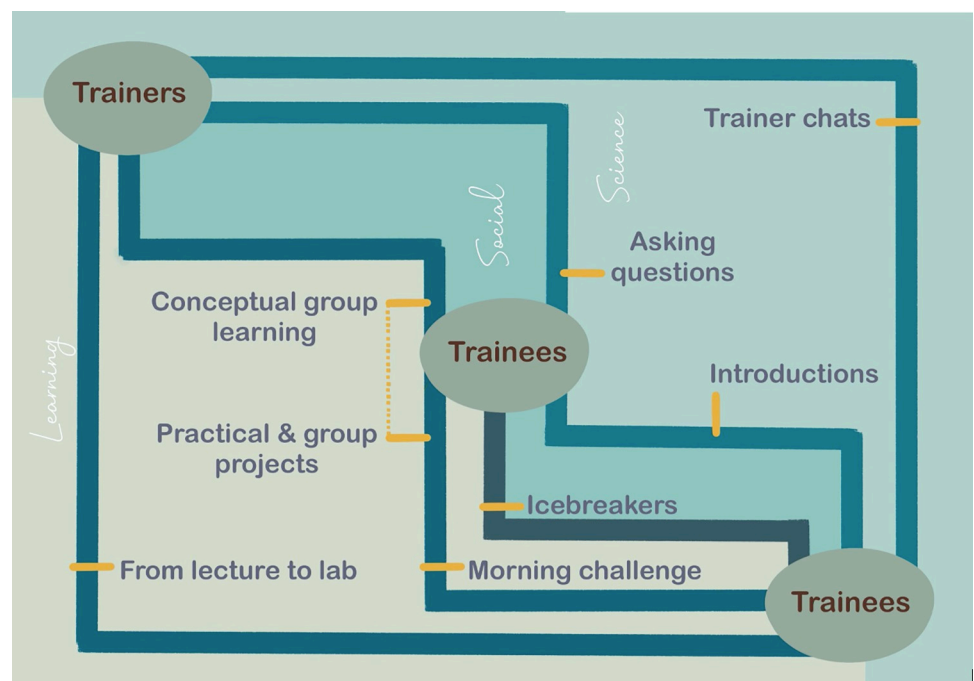 Trainers
Trainer chats
Science
Social
Asking
questions
Conceptual group
learning
Trainees
Learning
Introductions
Practical & group
projects
Icebreakers
From lecture to lab
Morning challenge
Trainees